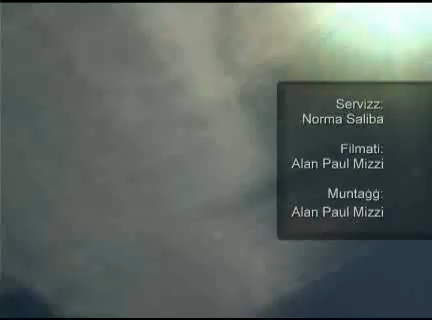 Servizz:
Norma Saliba
Filmati:
Alan Paul Mizzi
Muntaġġ:
Alan Paul Mizzi